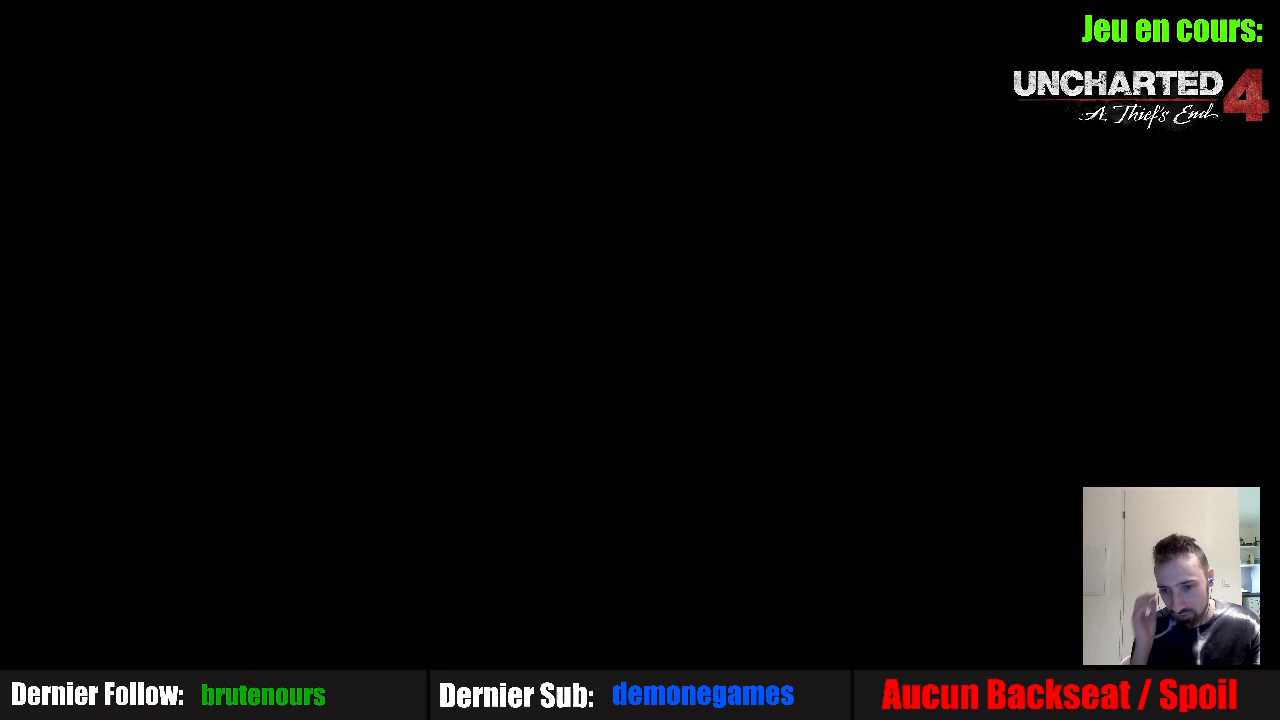 Jeu en cours:
UNCHARTED 4
A Thief's End
Dernier Follow: brutenours
Dernier Sub: demonegames
Aucun Backseat / Spoil